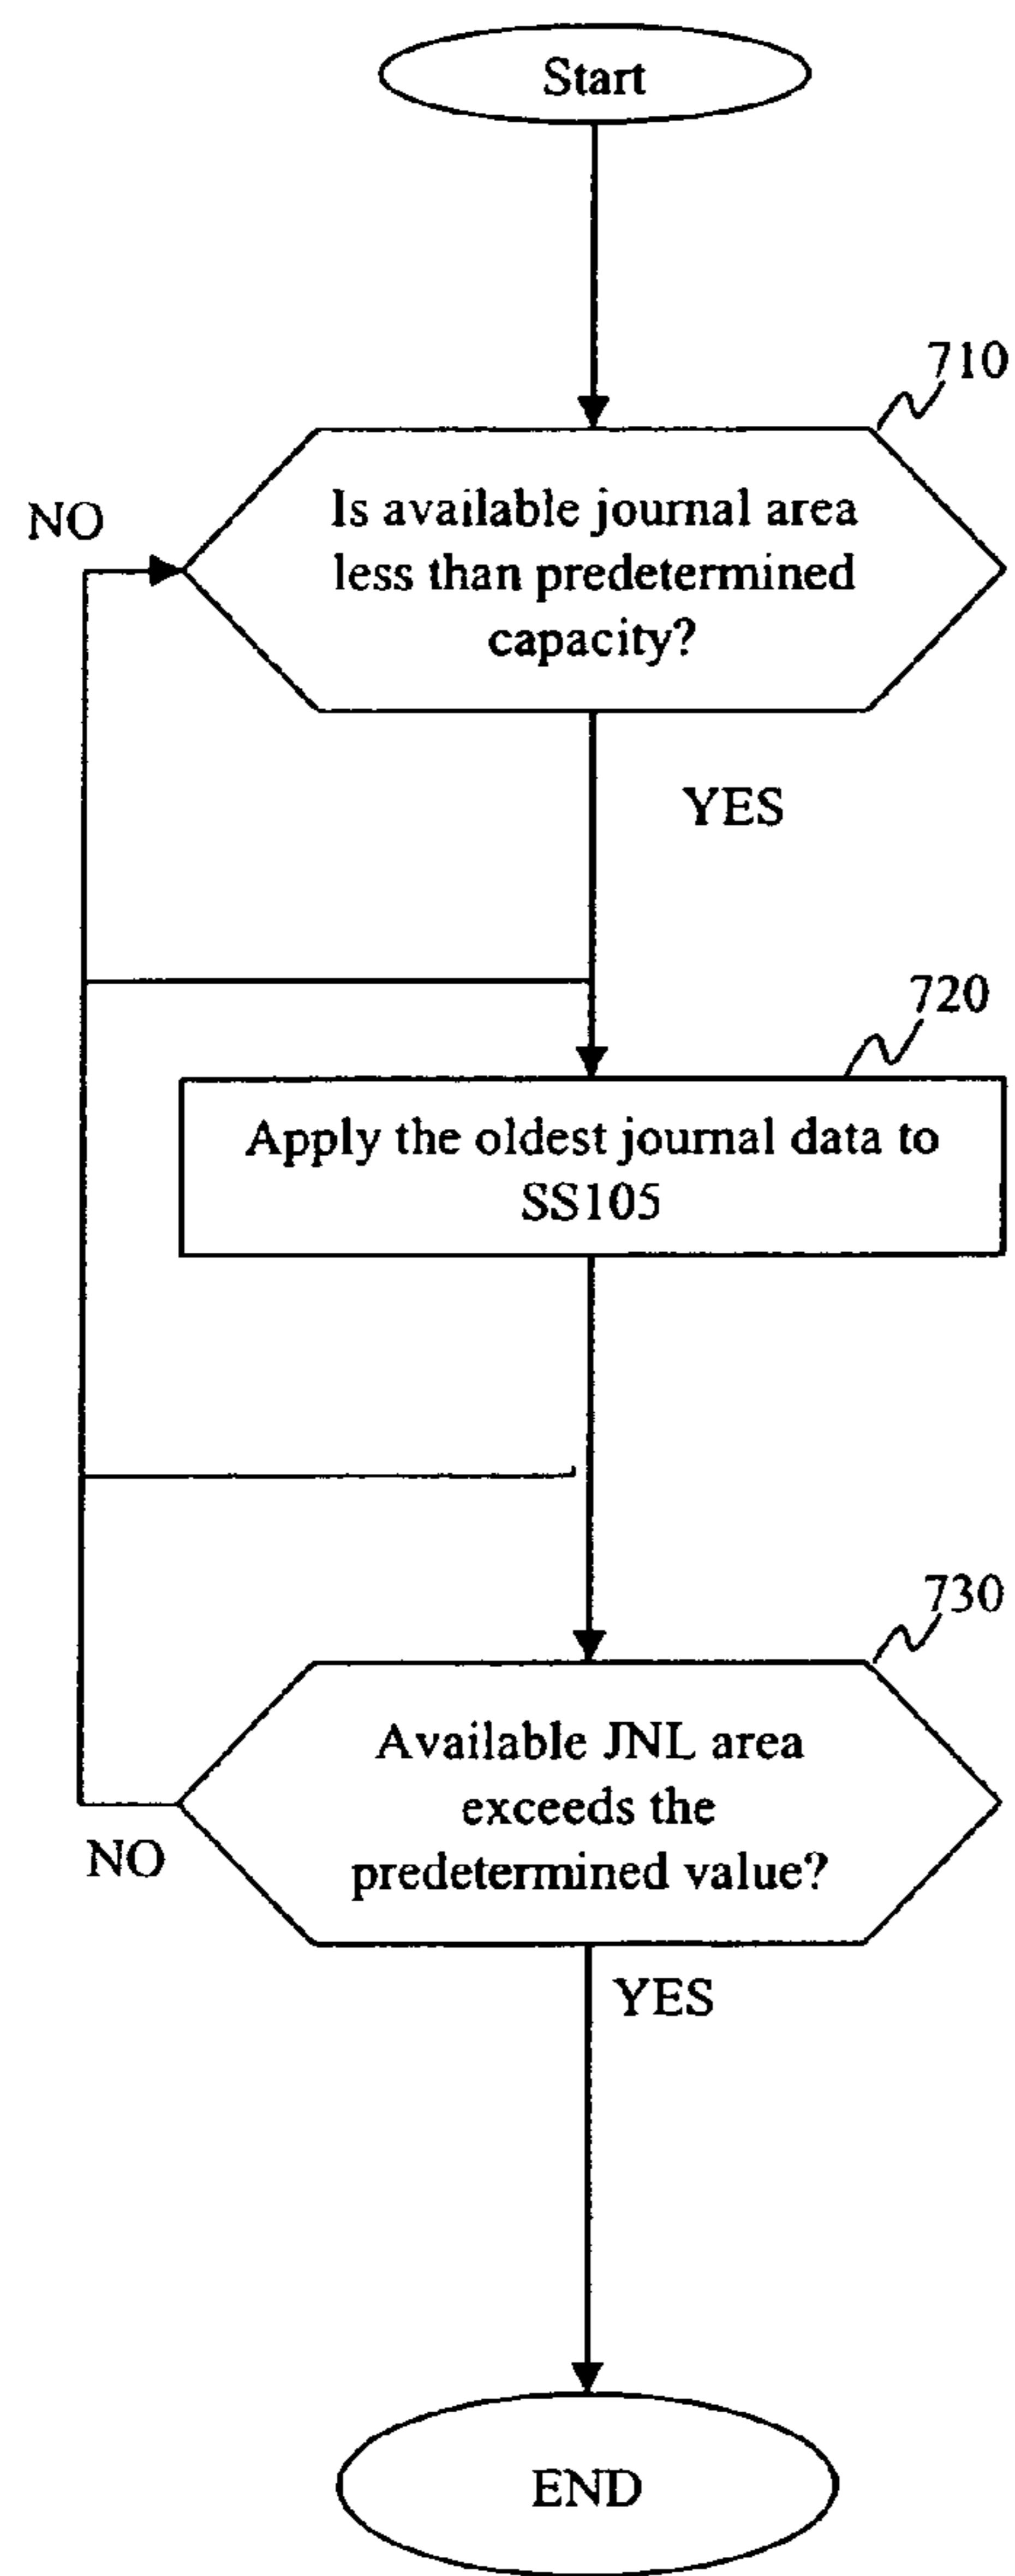 Start
710
NO
Is available journal area
less than predetermined
capacity?
YES
720
Apply the oldest journal data to
SS105
730
Available JNL area
exceeds the
predetermined value?
NO
YES
END